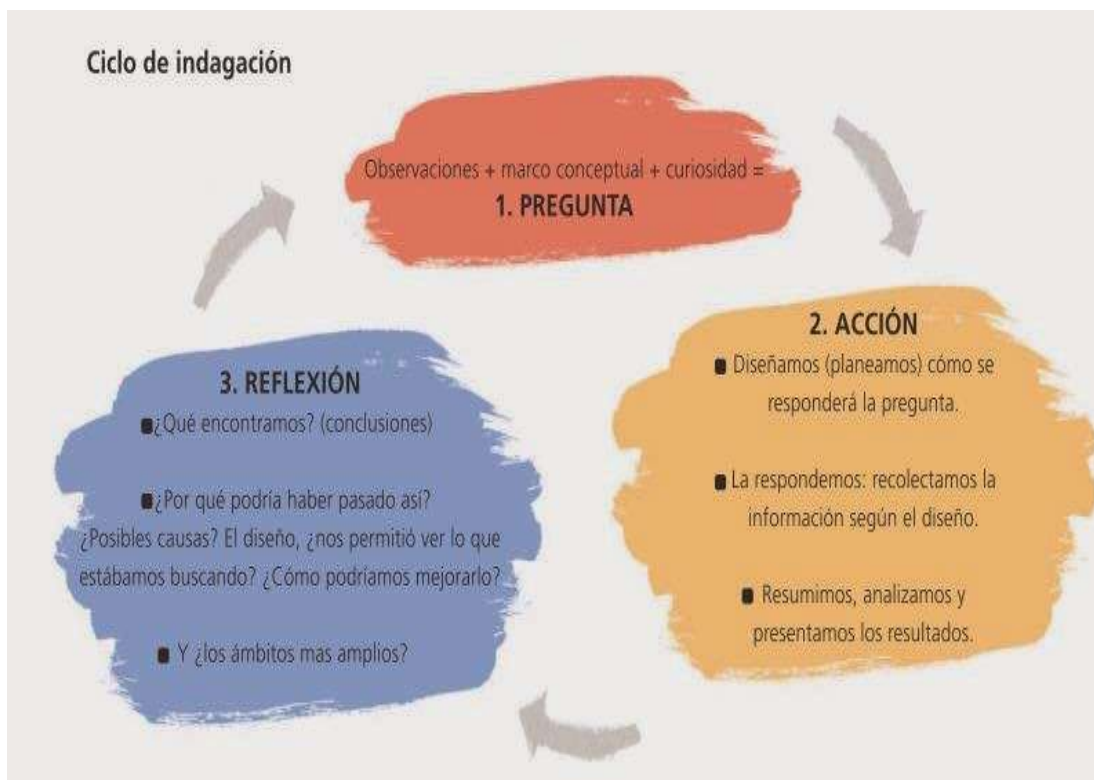 Ciclo de indagación
Observaciones + marco conceptual + curiosidad =
1. PREGUNTA
2. ACCIÓN
■ Diseñamos (planeamos) cómo se
responderá la pregunta.
■ La respondemos: recolectamos la
información según el diseño.
■ Resumimos, analizamos y
presentamos los resultados.
3. REFLEXIÓN
■¿Qué encontramos? (conclusiones)
■¿Por qué podría haber pasado así?
¿Posibles causas? El diseño, ¿nos permitió ver lo que
estábamos buscando? ¿Cómo podríamos mejorarlo?
■ Y ¿los ámbitos mas amplios?